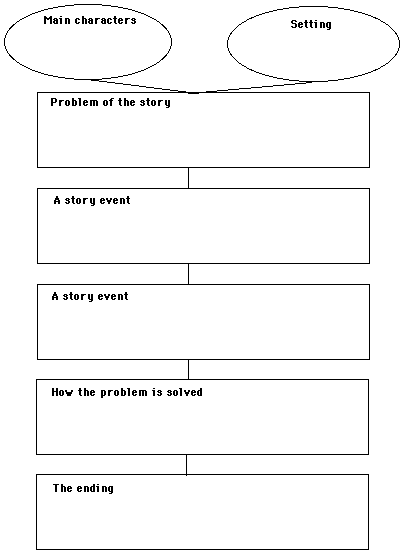 Main characters
Setting
Problem of the story
A story event
A story event
How the problem is solved
The ending